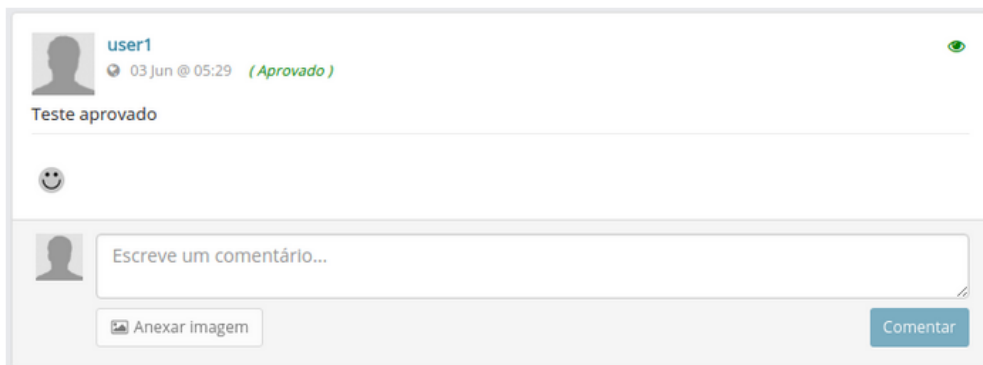 user1
03 Jun @ 05:29 ( Aprovado )
Teste aprovado
Escreve um comentário...
Anexar imagem
Comentar